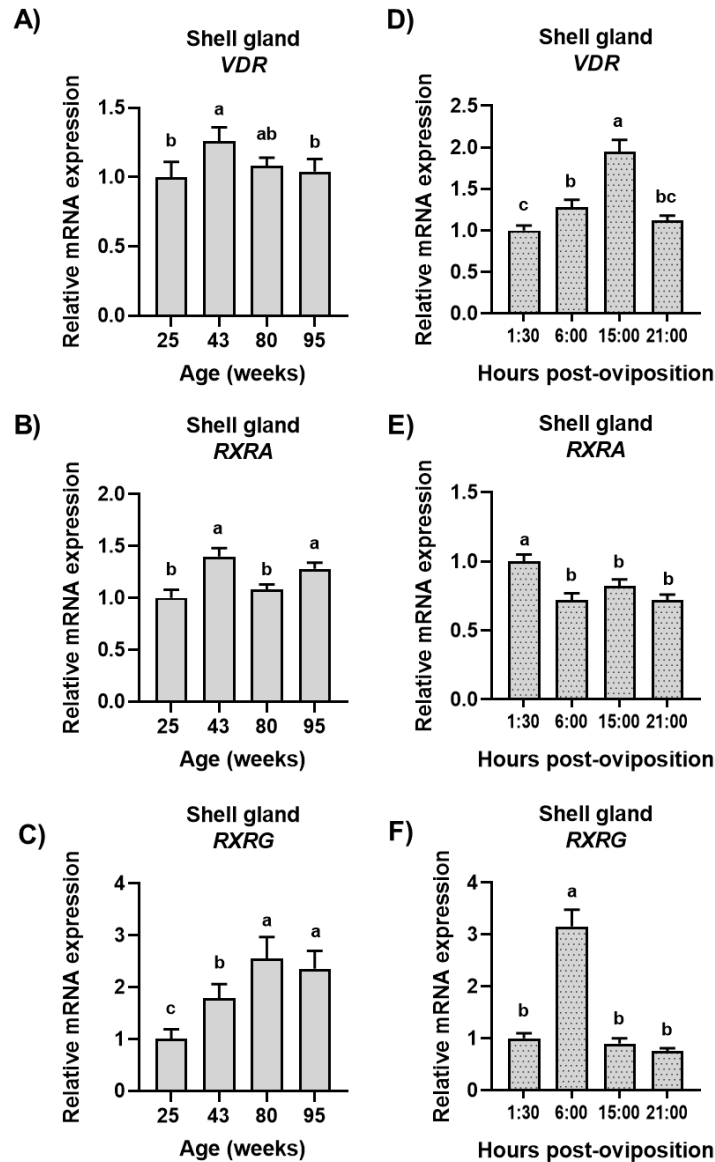 A)
Shell gland
VDR
Relative mRNA expression
1.5
1.0
0.5
0.0
b
a
ab
b
25 43 80 95
Age (weeks)
D)
Shell gland
VDR
Relative mRNA expression
2.5
2.0
1.5
1.0
0.5
0.0
c
b
a
bc
1:30 6:00 15:00 21:00
Hours post-oviposition
B)
Shell gland
RXRA
Relative mRNA expression
2.0
1.5
1.0
0.5
0.0
b
a
b
a
25 43 80 95
Age (weeks)
E)
Shell gland
RXRA
Relative mRNA expression
1.5
1.0
0.5
0.0
a
b
b
b
1:30 6:00 15:00 21:00
Hours post-oviposition
C)
Shell gland
RXRG
Relative mRNA expression
4
3
2
1
0
c
b
a
a
25 43 80 95
Age (weeks)
F)
Shell gland
RXRG
Relative mRNA expression
4
3
2
1
0
b
a
b
b
1:30 6:00 15:00 21:00
Hours post-oviposition